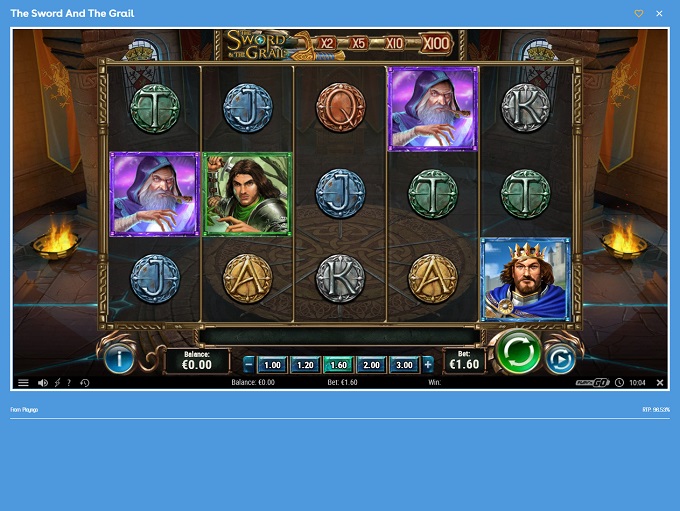 The Sword And The Grail
THE
SWORD
& THE GRAIL
X2 X5 X10 X100
T J Q K
J T T
J A K A
Balance:
€0.00
1.00 1.20 1.60 2.00 3.00
Bet:
€1.60
Balance: €0.00 Bet: €1.60 Win:
PLAY'n GO 10:04
From Playngo